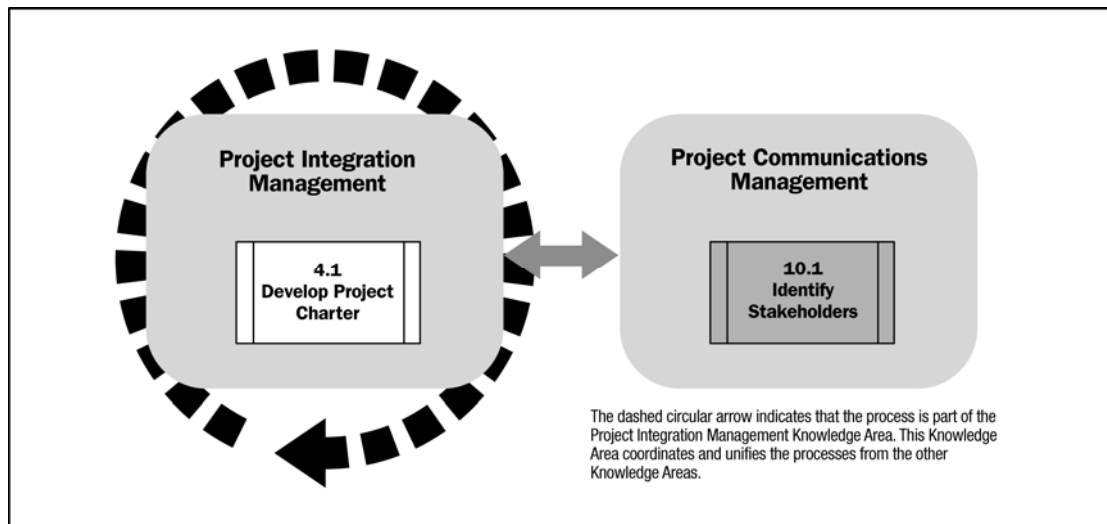 Project Integration
Management
4.1
Develop Project
Charter
Project Communications
Management
10.1
Identify
Stakeholders
The dashed circular arrow indicates that the process is part of the
Project Integration Management Knowledge Area. This Knowledge
Area coordinates and unifies the processes from the other
Knowledge Areas.